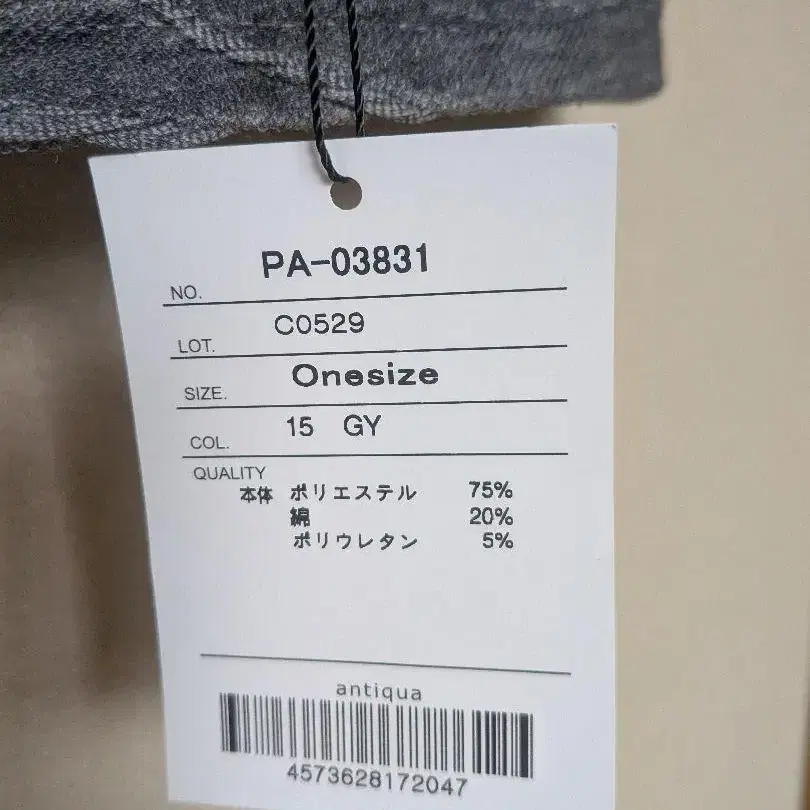 PA-03831
NO.
C0529
LOT.
Onesize
SIZE.
15 GY
COL.
QUALITY
本体 ポリエステル 75%
綿 20%
ポリウレタン 5%
antiqua
4573628172047